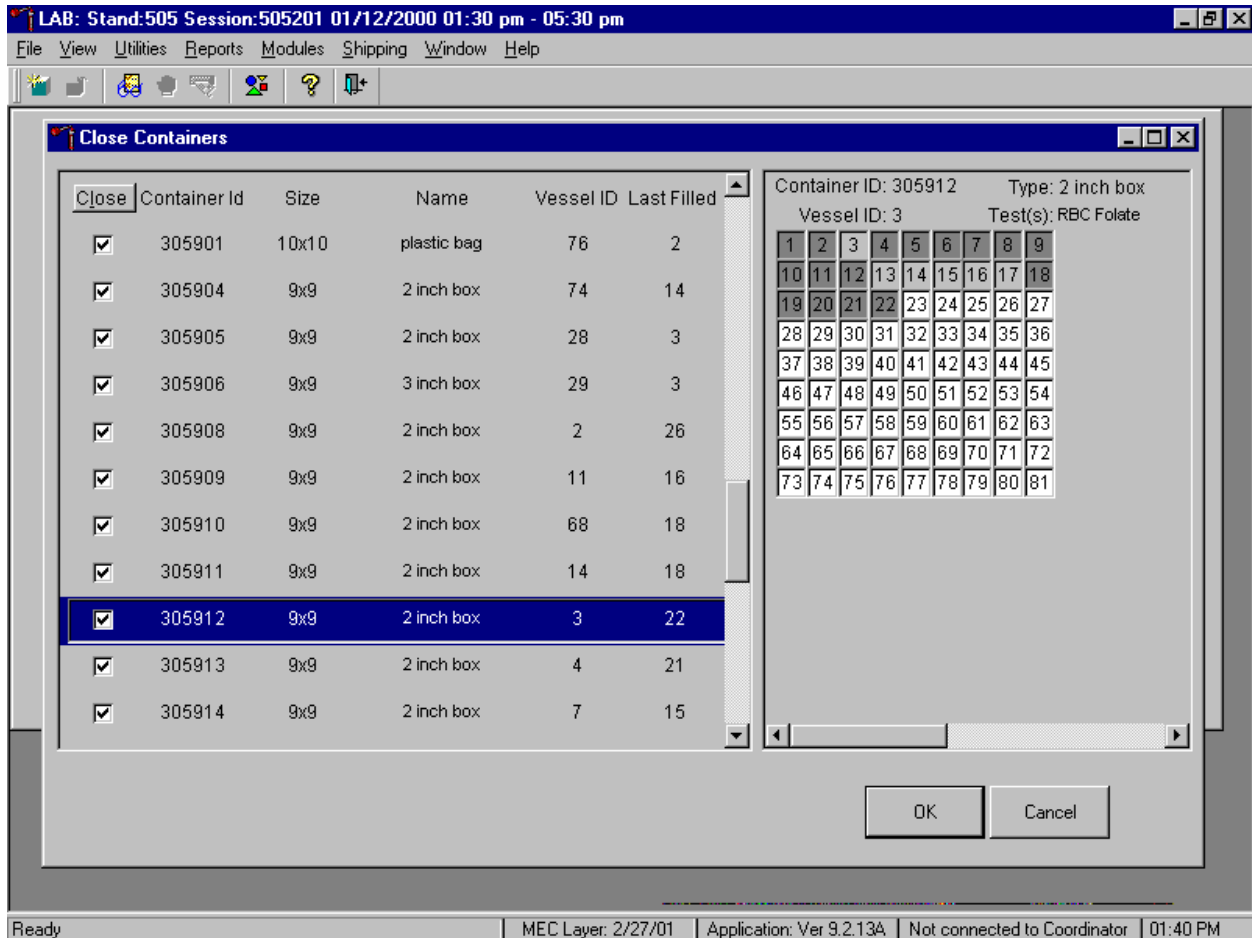 LAB: Stand:505 Session:505201 01/12/2000 01:30 pm - 05:30 pm
File View Utilities Reports Modules Shipping Window Help
Close Containers
Close Container Id Size Name Vessel ID Last Filled
305901 10x10 plastic bag 76 2
305904 9x9 2 inch box 74 14
305905 9x9 2 inch box 28 3
305906 9x9 3 inch box 29 3
305908 9x9 2 inch box 2 26
305909 9x9 2 inch box 11 16
305910 9x9 2 inch box 68 18
305911 9x9 2 inch box 14 18
305912 9x9 2 inch box 3 22
305913 9x9 2 inch box 4 21
305914 9x9 2 inch box 7 15
Container ID: 305912 Type: 2 inch box
Vessel ID: 3 Test(s): RBC Folate
1 2 3 4 5 6 7 8 9
10 11 12 13 14 15 16 17 18
19 20 21 22 23 24 25 26 27
28 29 30 31 32 33 34 35 36
37 38 39 40 41 42 43 44 45
46 47 48 49 50 51 52 53 54
55 56 57 58 59 60 61 62 63
64 65 66 67 68 69 70 71 72
73 74 75 76 77 78 79 80 81
OK Cancel
Ready MEC Layer: 2/27/01 Application: Ver 9.2.13A Not connected to Coordinator 01:40 PM